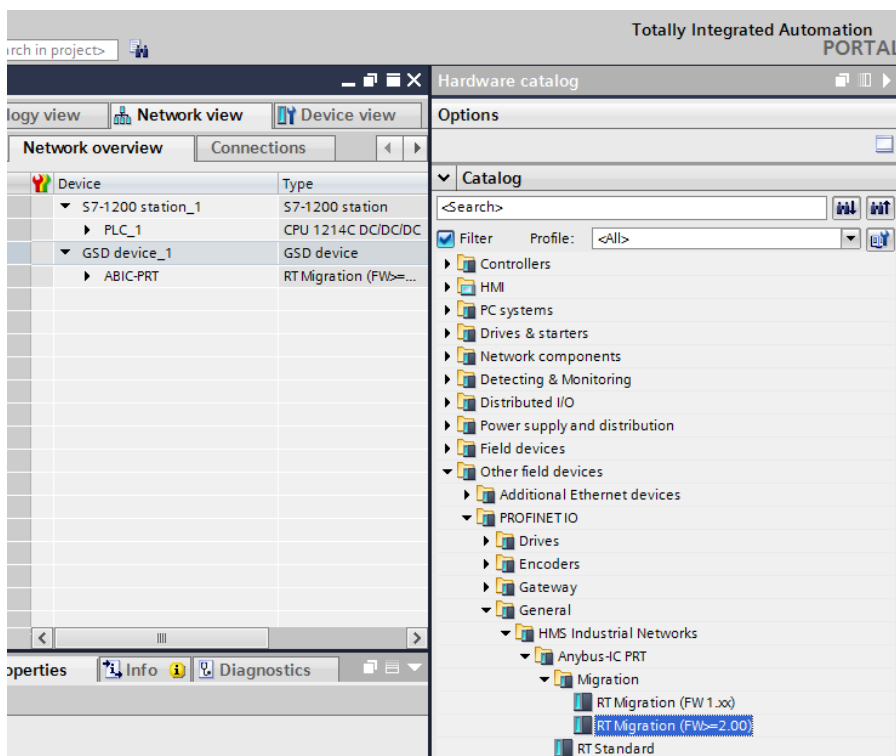 Totally Integrated Automation
PORTAL
rch in project>
Hardware catalog
logy view Network view Device view
Options
Network overview Connections
Device Type
Catalog
S7-1200 station_1 S7-1200 station
<Search>
PLC_1 CPU 1214C DC/DC/DC
Filter Profile: <All>
GSD device_1 GSD device
ABIC-PRT RT Migration (FW>=...
Controllers
HMI
PC systems
Drives & starters
Network components
Detecting & Monitoring
Distributed I/O
Power supply and distribution
Field devices
Other field devices
Additional Ethernet devices
PROFINET IO
Drives
Encoders
Gateway
General
HMS Industrial Networks
operties Info Diagnostics
Anybus-IC PRT
Migration
RT Migration (FW 1.xx)
RT Migration (FW>=2.00)
RT Standard